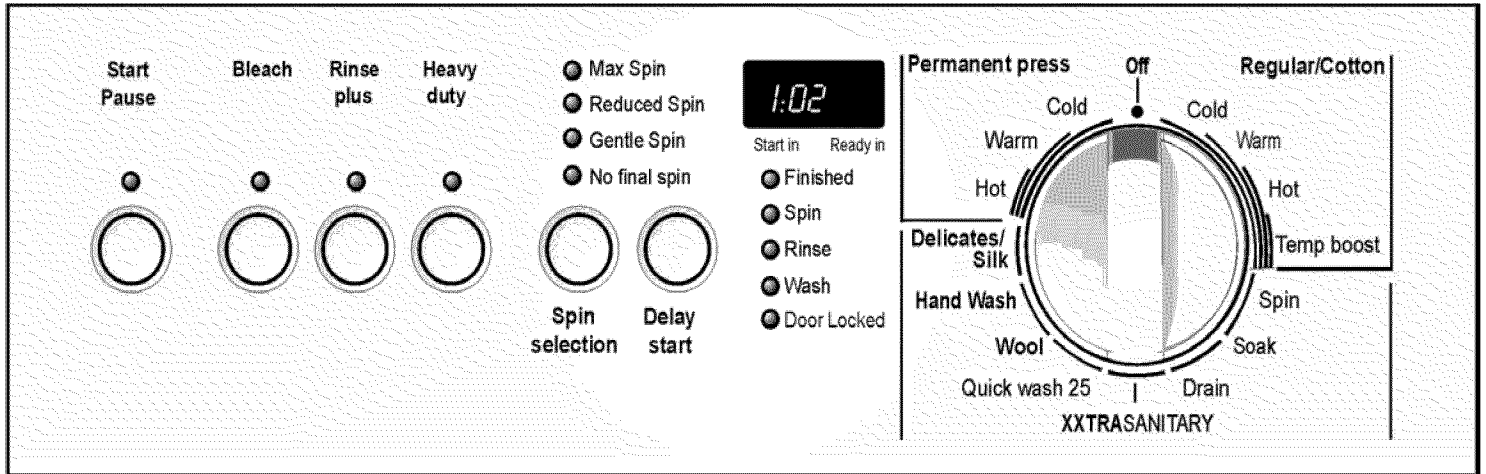 Start
Pause
Bleach
Rinse
plus
Heavy
duty
Max Spin
Reduced Spin
Gentle Spin
No final spin
Spin
selection
Delay
start
1:02
Start in Ready in
Finished
Spin
Rinse
Wash
Door Locked
Permanent press
Off
Regular/Cotton
Cold
Warm
Hot
Cold
Warm
Hot
Temp boost
Delicates/
Silk
Hand Wash
Wool
Quick wash 25
Spin
Soak
Drain
XXTRASANITARY